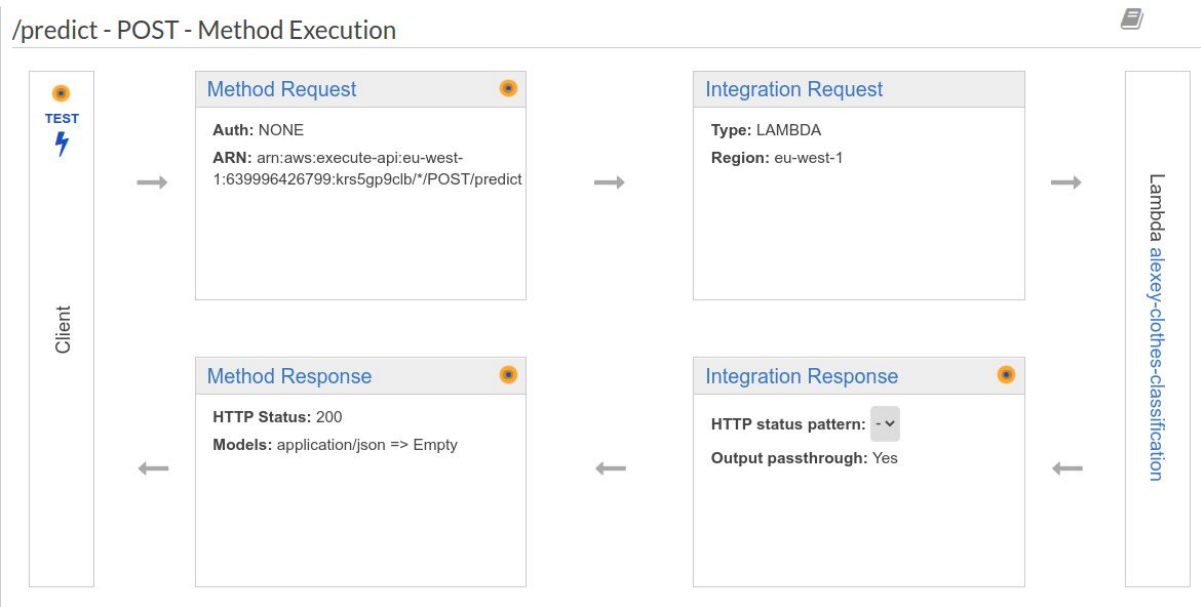 /predict - POST - Method Execution
TEST
Client
Method Request
Auth: NONE
ARN: arn:aws:execute-api:eu-west-
1:639996426799:krs5gp9clb/*/POST/predict
Integration Request
Type: LAMBDA
Region: eu-west-1
Lambda alexey-clothes-classification
Method Response
HTTP Status: 200
Models: application/json => Empty
Integration Response
HTTP status pattern: -
Output passthrough: Yes